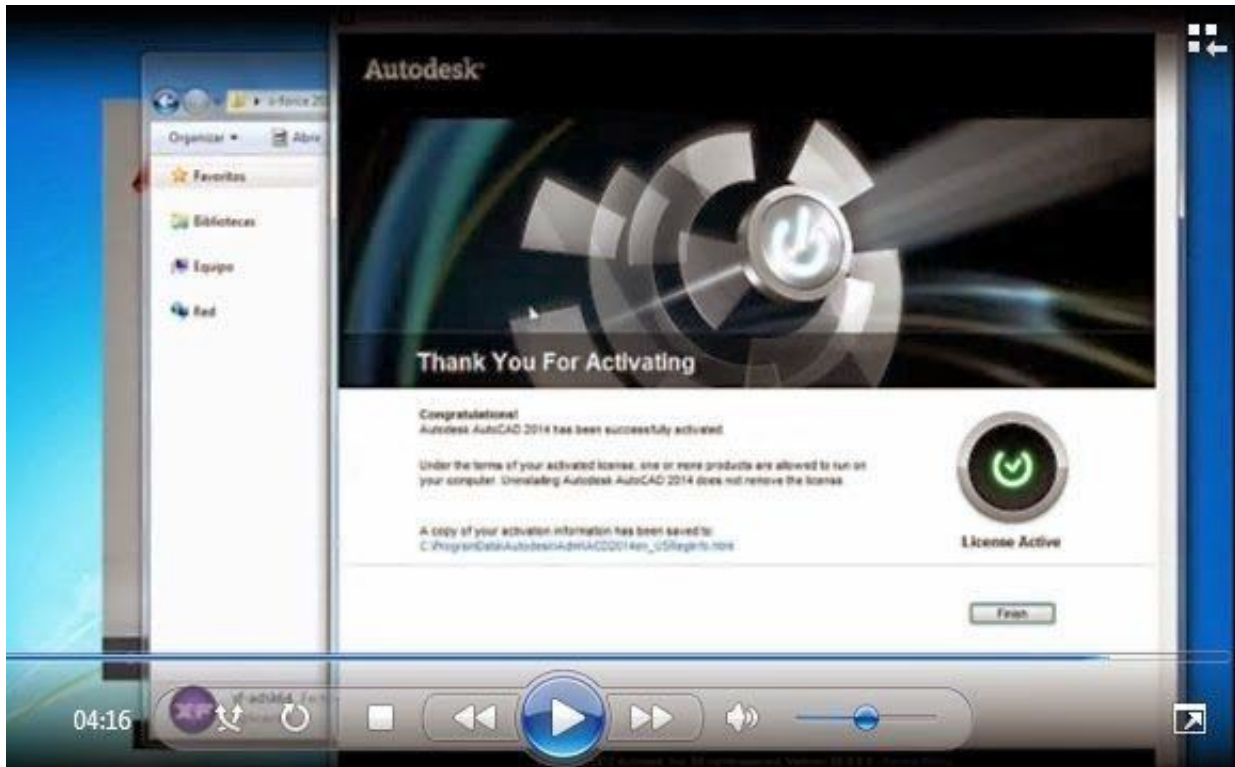 Autodesk
Organizar
Abrir
Favoritos
Bibliotecas
Equipo
Red
Thank You For Activating
Congratulations!
Autodesk AutoCAD 2014 has been successfully activated.
Under the terms of your activated license, one or more products are allowed to run on
your computer. Uninstalling Autodesk AutoCAD 2014 does not remove the license.
A copy of your activation information has been saved to:
License Active
Finish
04:16